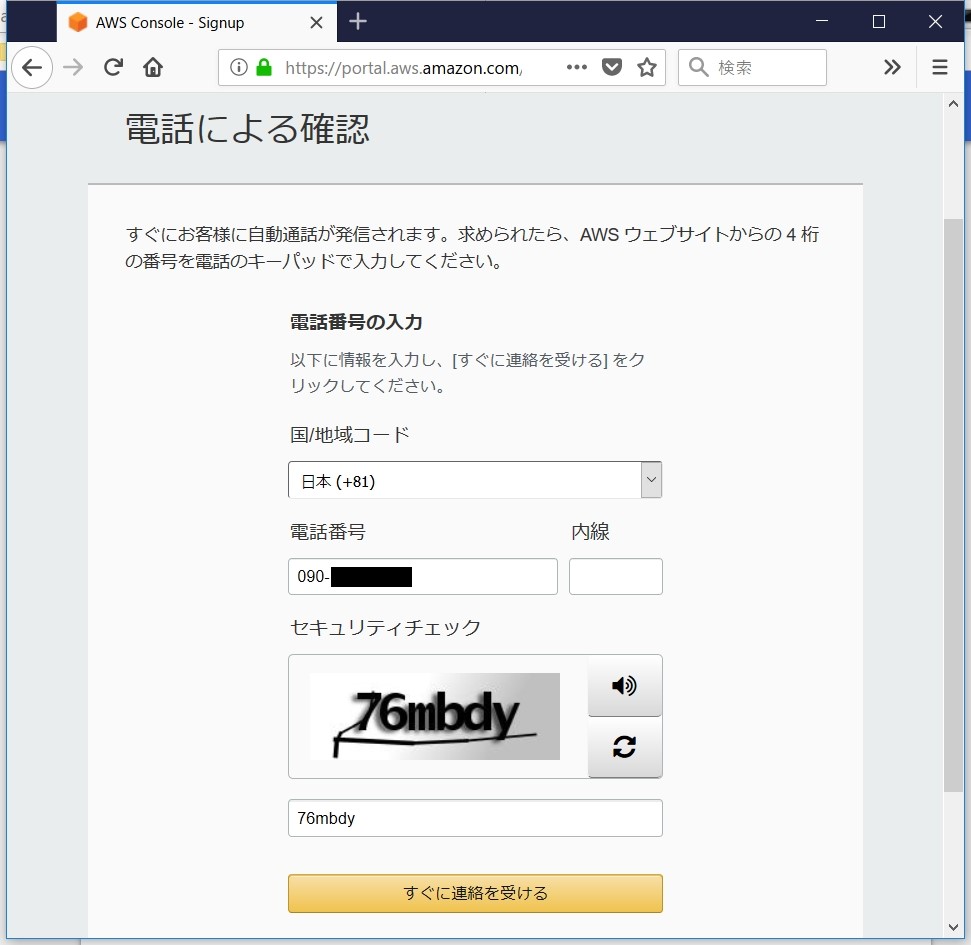 AWS Console - Signup
https://portal.aws.amazon.com/
検索
電話による確認
すぐにお客様に自動通話が発信されます。求められたら、AWS ウェブサイトからの 4 桁
の番号を電話のキーパッドで入力してください。
電話番号の入力
以下に情報を入力し、[すぐに連絡を受ける] をク
リックしてください。
国/地域コード
日本 (+81)
電話番号 内線
090-
セキュリティチェック
76mbdy
76mbdy
すぐに連絡を受ける